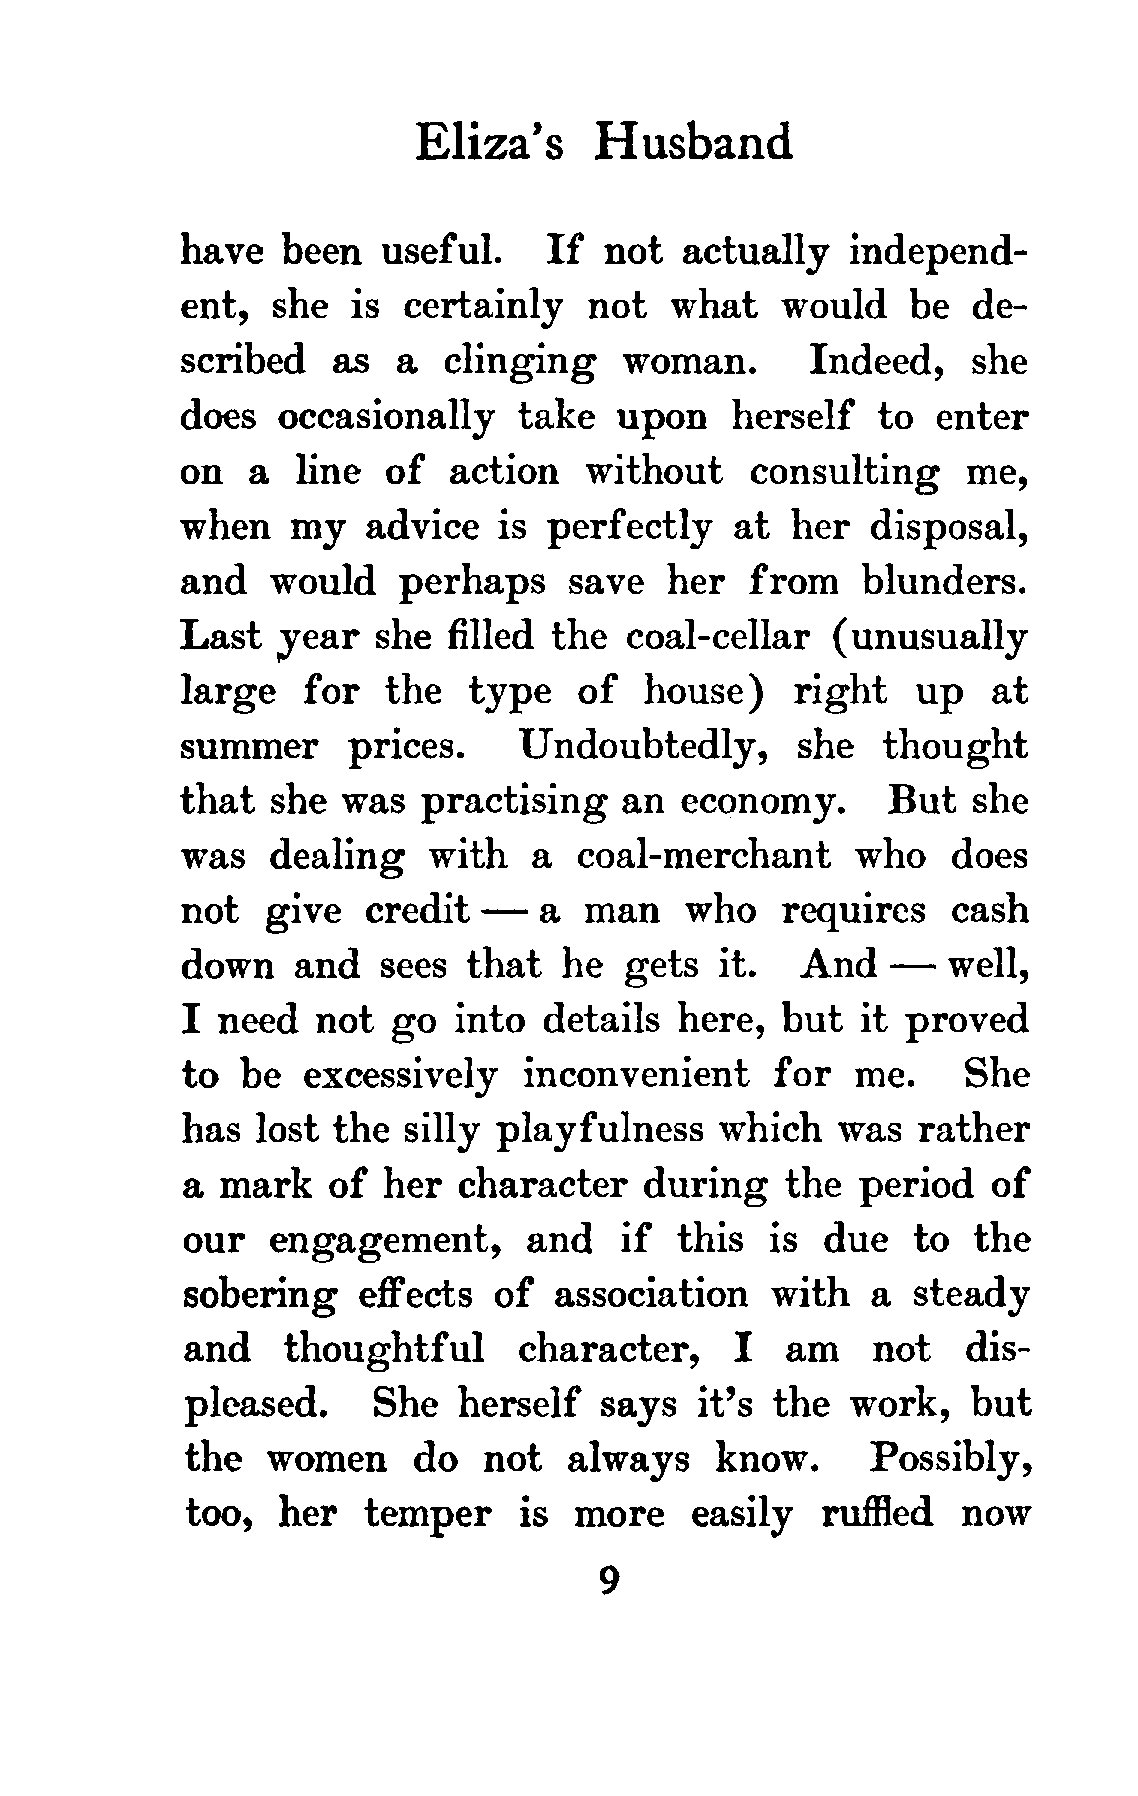 Eliza's Husband
have been useful. If not actually independ-
ent, she is certainly not what would be de-
scribed as a clinging woman. Indeed, she
does occasionally take upon herself to enter
on a line of action without consulting me,
when my advice is perfectly at her disposal,
and would perhaps save her from blunders.
Last year she filled the coal-cellar (unusually
large for the type of house) right up at
summer prices. Undoubtedly, she thought
that she was practising an economy. But she
was dealing with a coal-merchant who does
not give credit — a man who requires cash
down and sees that he gets it. And — well,
I need not go into details here, but it proved
to be excessively inconvenient for me. She
has lost the silly playfulness which was rather
a mark of her character during the period of
our engagement, and if this is due to the
sobering effects of association with a steady
and thoughtful character, I am not dis-
pleased. She herself says it's the work, but
the women do not always know. Possibly,
too, her temper is more easily ruffled now
9